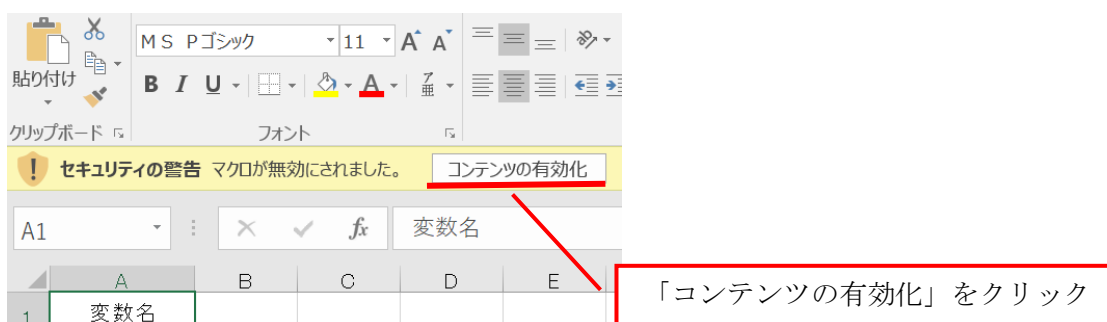 MS Pゴシック 11 A A
貼り付け B I U A ア亜
クリップボード フォント
セキュリティの警告 マクロが無効にされました。 コンテンツの有効化
A1 fx 変数名
A B C D E
1 変数名
「コンテンツの有効化」をクリック